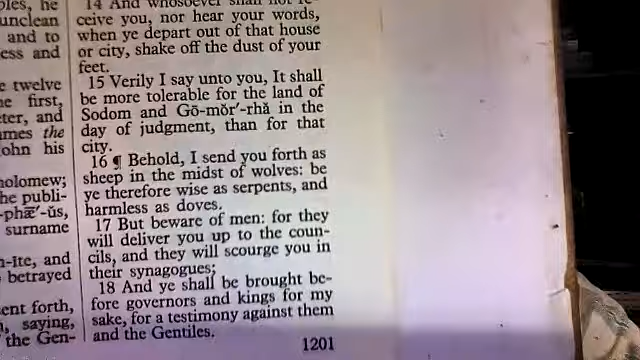 ples, he
unclean
and to
ess and
e twelve
ne first,
ter, and
mes the
ohn his
nolomew;
he publi-
-phæ′-ŭs,
surname
n-ite, and
betrayed
ent forth,
, saying,
the Gen-
14 And whosoever shall not re-
ceive you, nor hear your words,
when ye depart out of that house
or city, shake off the dust of your
feet.
15 Verily I say unto you, It shall
be more tolerable for the land of
Sodom and Gō-mŏr′-rhă in the
day of judgment, than for that
city.
16 ¶ Behold, I send you forth as
sheep in the midst of wolves: be
ye therefore wise as serpents, and
harmless as doves.
17 But beware of men: for they
will deliver you up to the coun-
cils, and they will scourge you in
their synagogues;
18 And ye shall be brought be-
fore governors and kings for my
sake, for a testimony against them
and the Gentiles.
1201